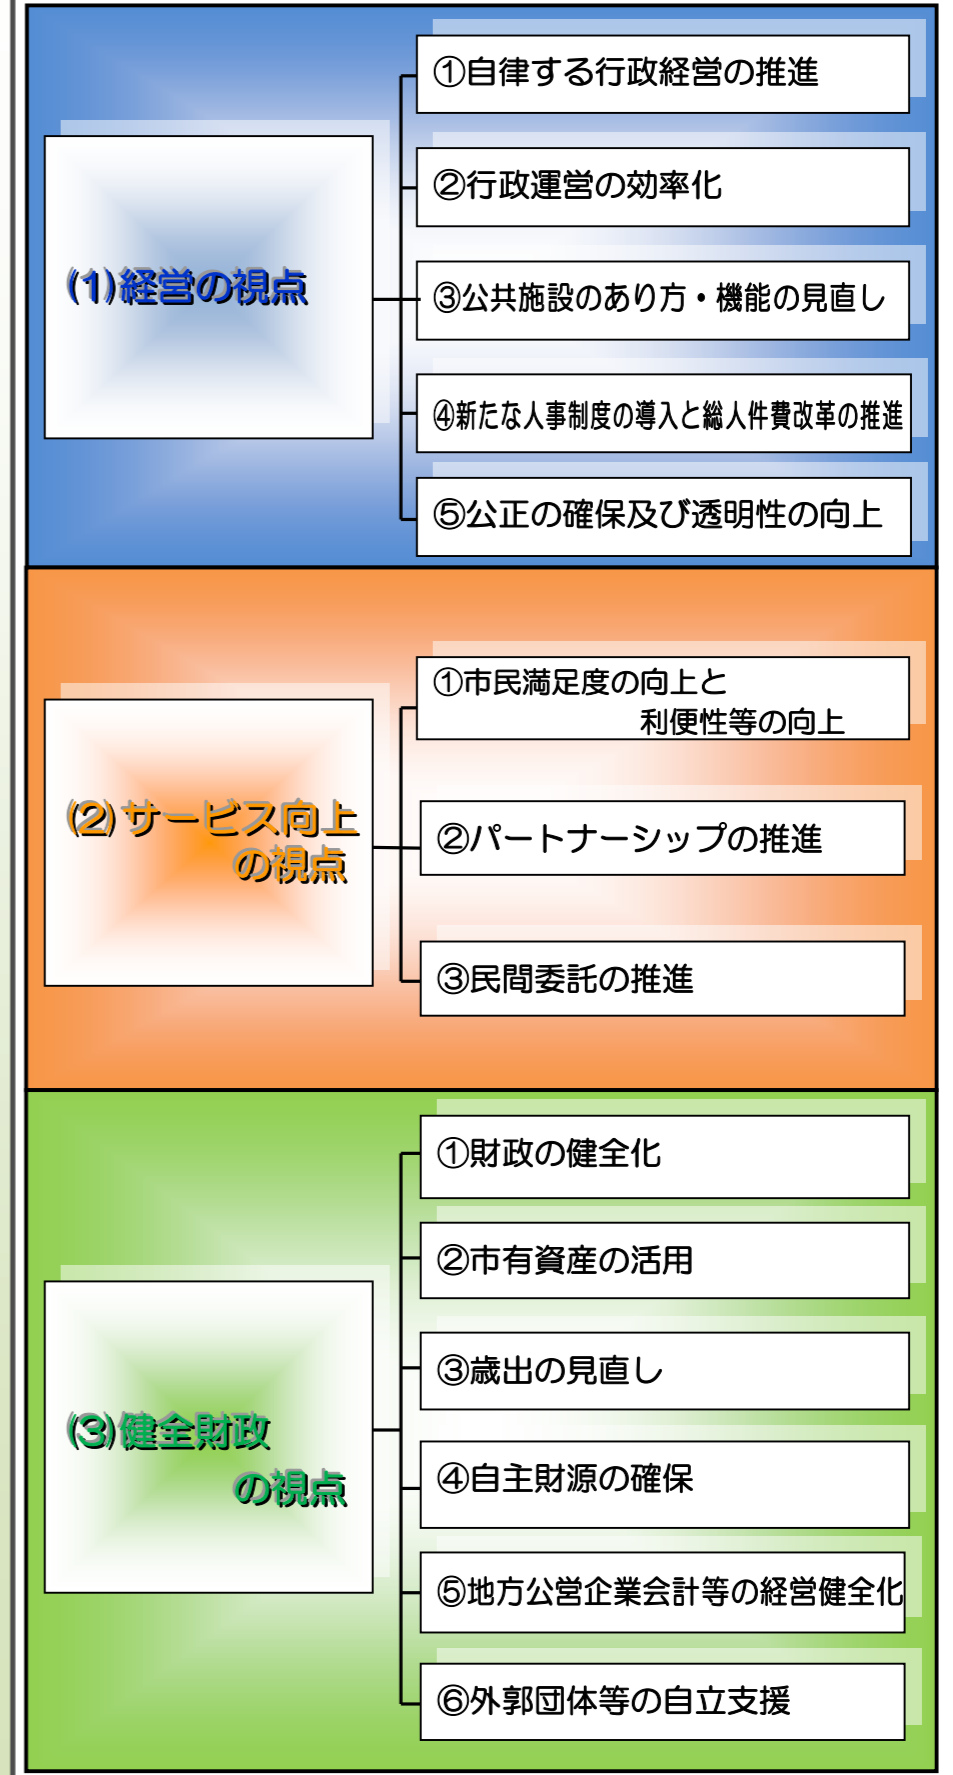 (1)経営の視点
①自律する行政経営の推進
②行政運営の効率化
③公共施設のあり方・機能の見直し
④新たな人事制度の導入と総人件費改革の推進
⑤公正の確保及び透明性の向上
(2)サービス向上
の視点
①市民満足度の向上と
利便性等の向上
②パートナーシップの推進
③民間委託の推進
(3)健全財政
の視点
①財政の健全化
②市有資産の活用
③歳出の見直し
④自主財源の確保
⑤地方公営企業会計等の経営健全化
⑥外郭団体等の自立支援